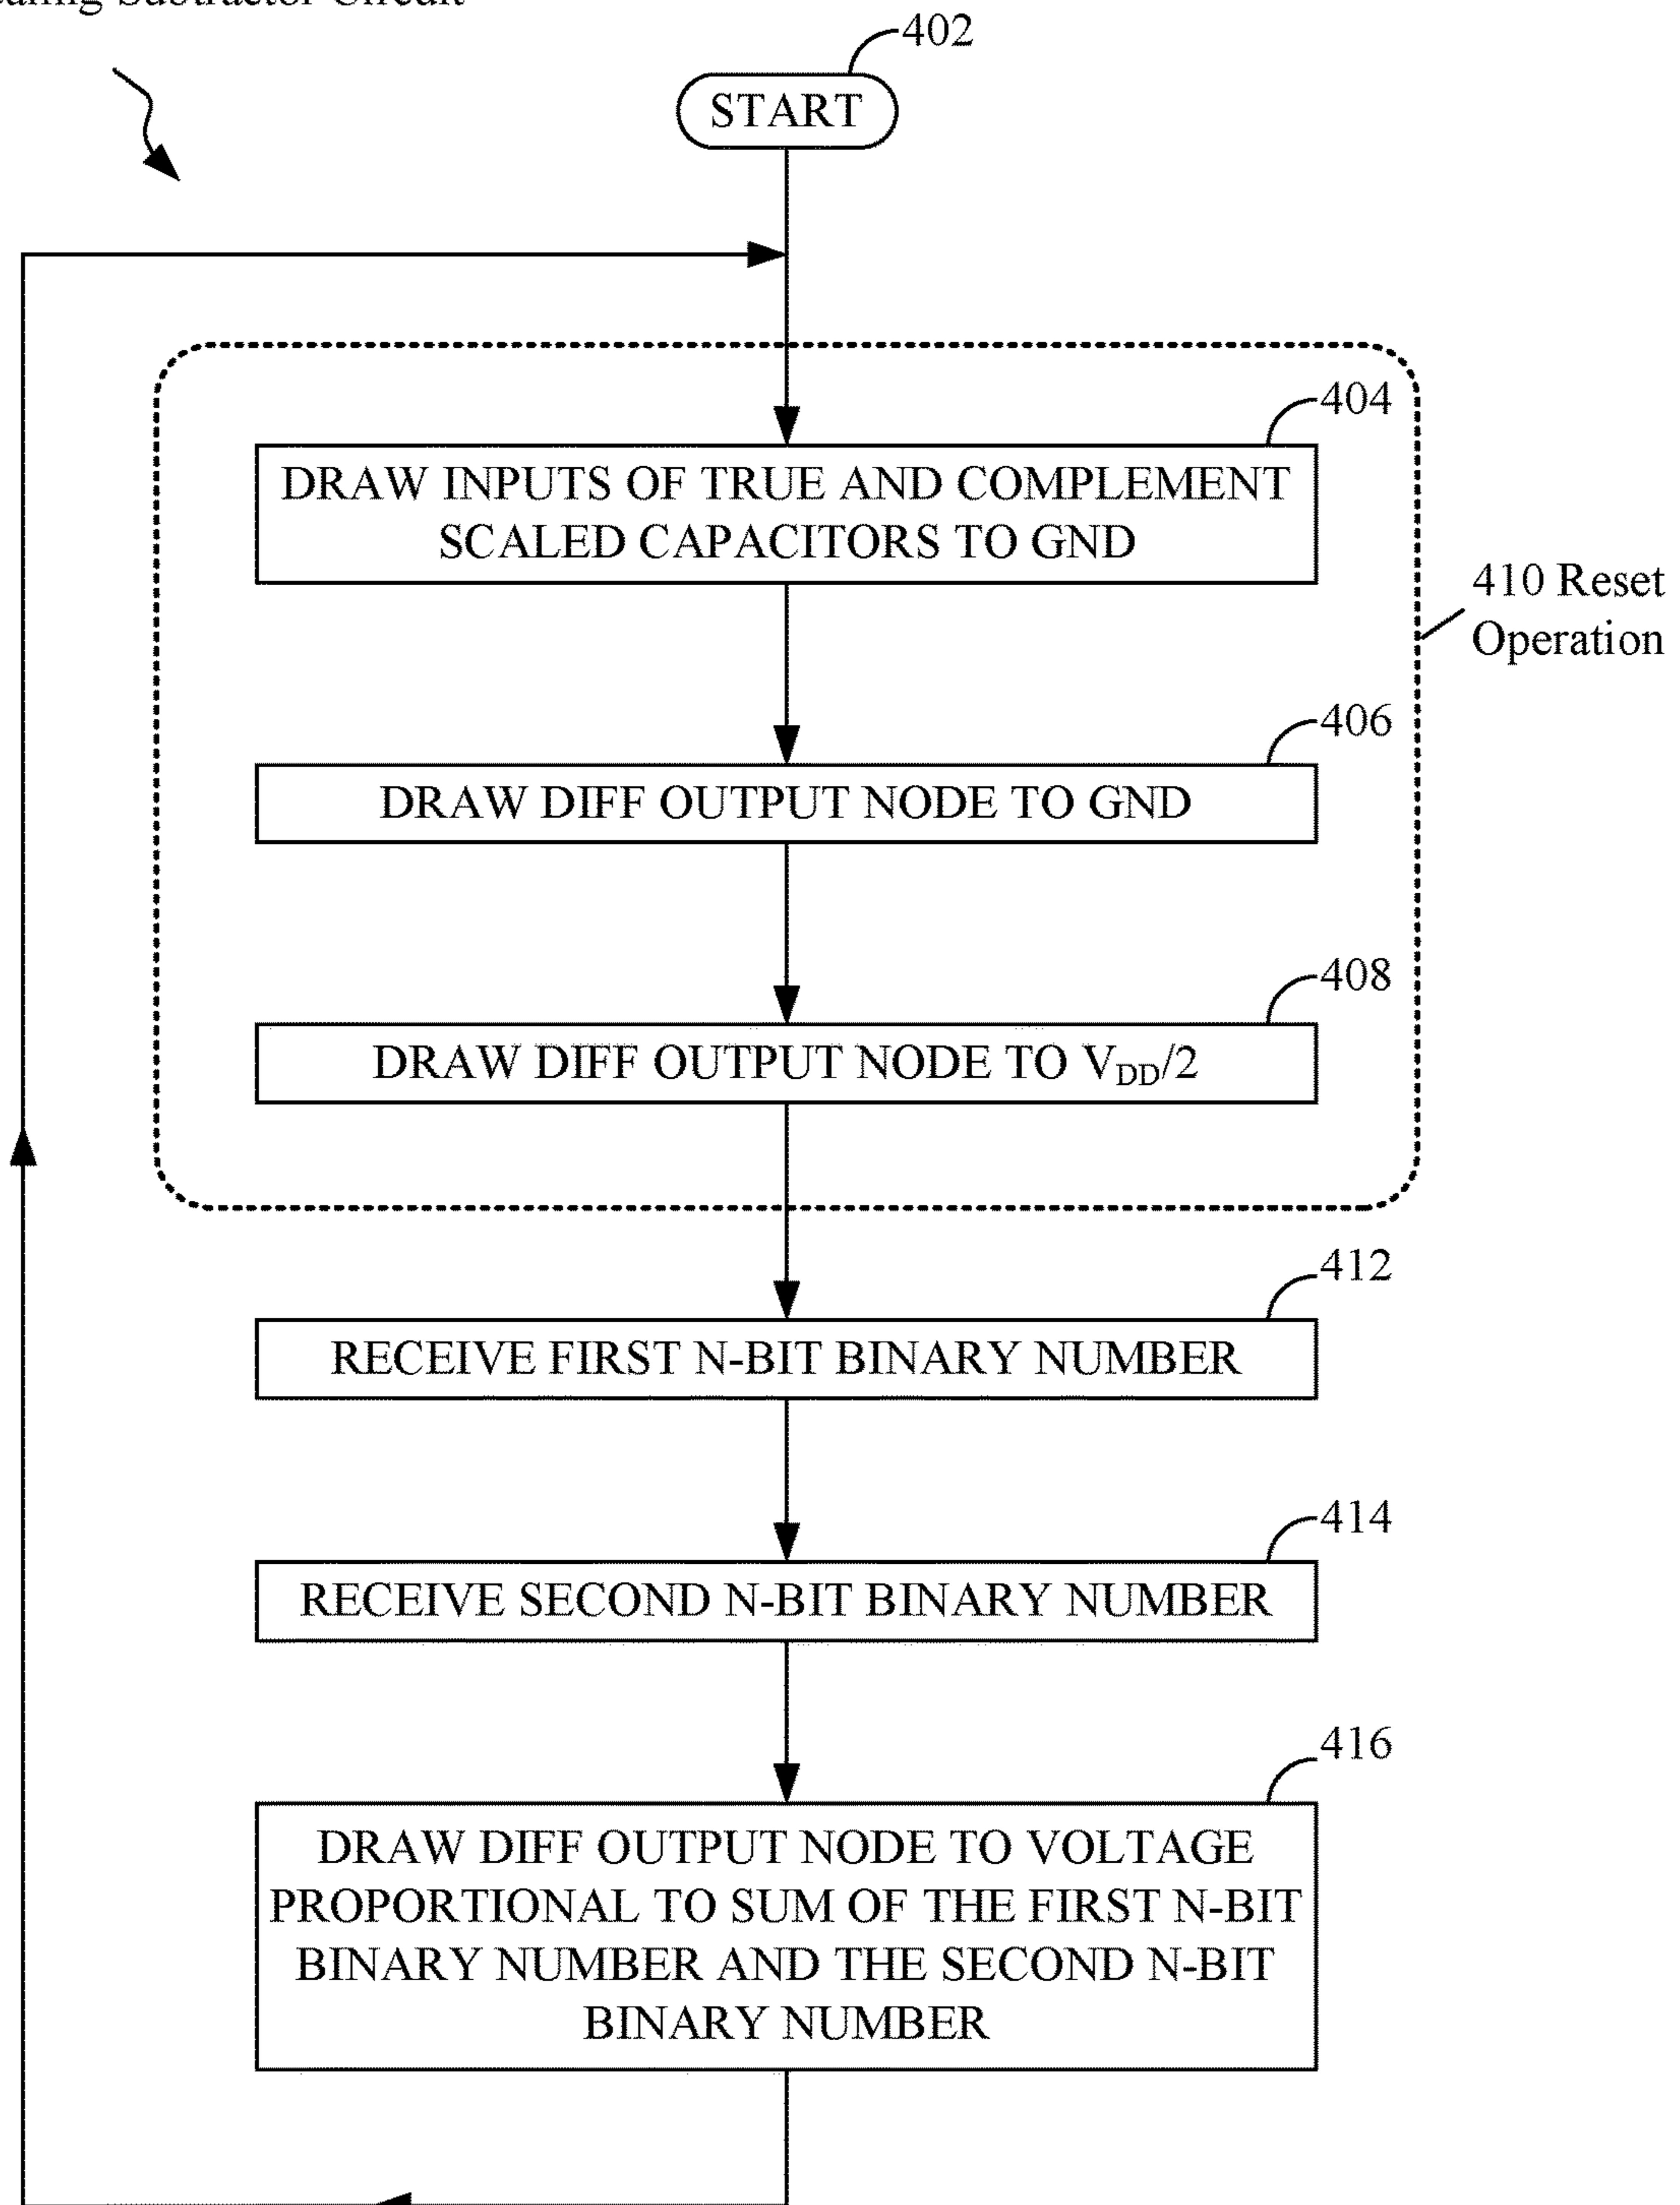 Subtractor Circuit
402
START
404
DRAW INPUTS OF TRUE AND COMPLEMENT
SCALED CAPACITORS TO GND
410 Reset
Operation
406
DRAW DIFF OUTPUT NODE TO GND
408
DRAW DIFF OUTPUT NODE TO VDD/2
412
RECEIVE FIRST N-BIT BINARY NUMBER
414
RECEIVE SECOND N-BIT BINARY NUMBER
416
DRAW DIFF OUTPUT NODE TO VOLTAGE
PROPORTIONAL TO SUM OF THE FIRST N-BIT
BINARY NUMBER AND THE SECOND N-BIT
BINARY NUMBER